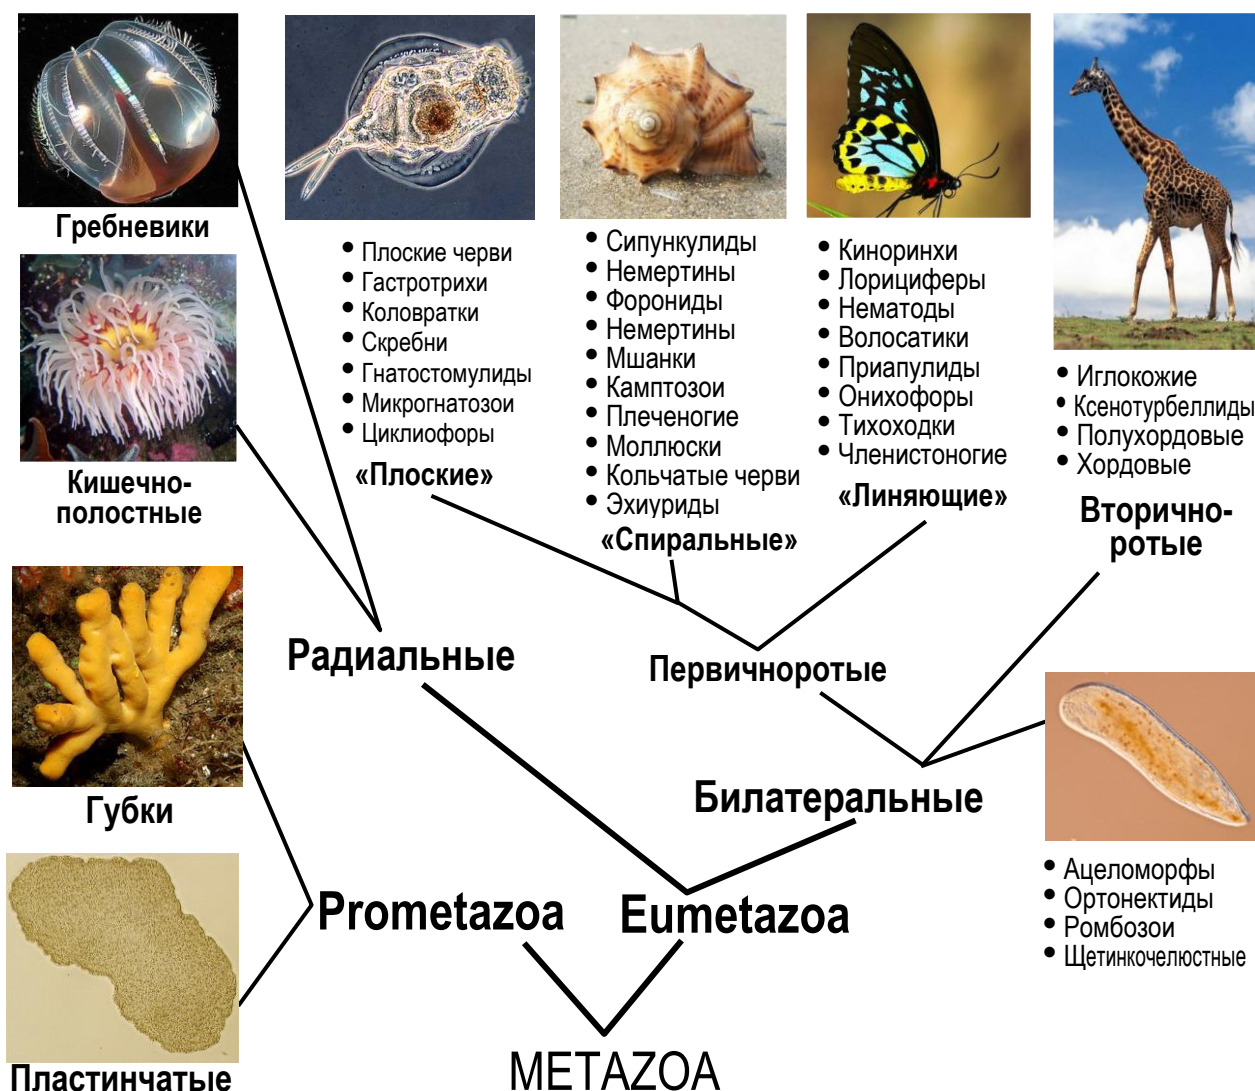 Гребневики
Кишечно-
полостные
Губки
Пластинчатые
• Плоские черви
• Гастротрихи
• Коловратки
• Скребни
• Гнатостомулиды
• Микрогнатозои
• Циклиофоры
«Плоские»
• Сипункулиды
• Немертины
• Форониды
• Немертины
• Мшанки
• Камптозои
• Плеченогие
• Моллюски
• Кольчатые черви
• Эхиуриды
«Спиральные»
• Киноринхи
• Лорициферы
• Нематоды
• Волосатики
• Приапулиды
• Онихофоры
• Тихоходки
• Членистоногие
«Линяющие»
• Иглокожие
• Ксенотурбеллиды
• Полухордовые
• Хордовые
Вторично-
ротые
Радиальные
Первичноротые
Билатеральные
• Ацеломорфы
• Ортонектиды
• Ромбозои
• Щетинкочелюстные
Prometazoa
Eumetazoa
METAZOA